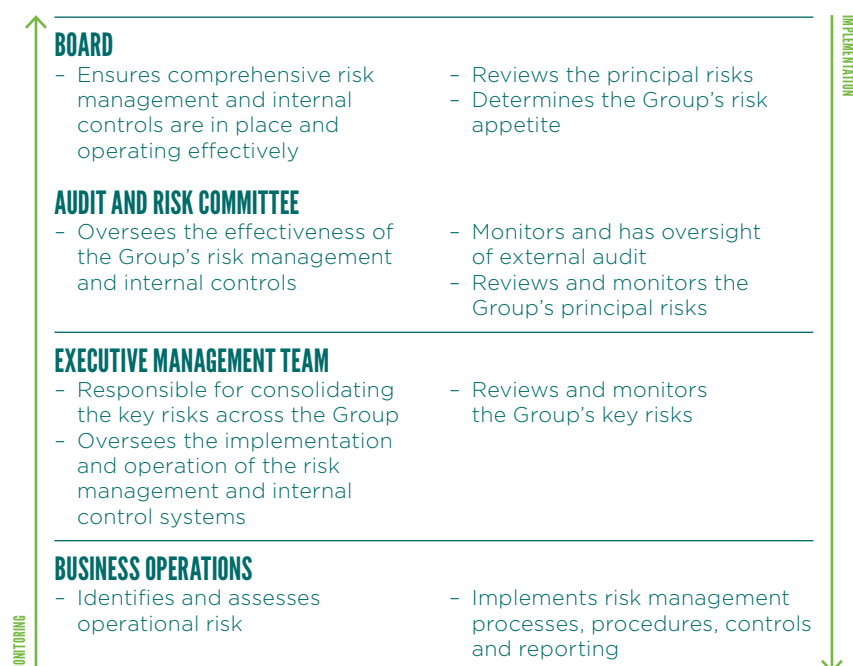 IMPLEMENTATION
BOARD
– Ensures comprehensive risk
management and internal
controls are in place and
operating effectively
– Reviews the principal risks
– Determines the Group's risk
appetite
AUDIT AND RISK COMMITTEE
– Oversees the effectiveness of
the Group's risk management
and internal controls
– Monitors and has oversight
of external audit
– Reviews and monitors the
Group's principal risks
EXECUTIVE MANAGEMENT TEAM
– Responsible for consolidating
the key risks across the Group
– Oversees the implementation
and operation of the risk
management and internal
control systems
– Reviews and monitors
the Group's key risks
BUSINESS OPERATIONS
– Identifies and assesses
operational risk
– Implements risk management
processes, procedures, controls
and reporting
ONITORING